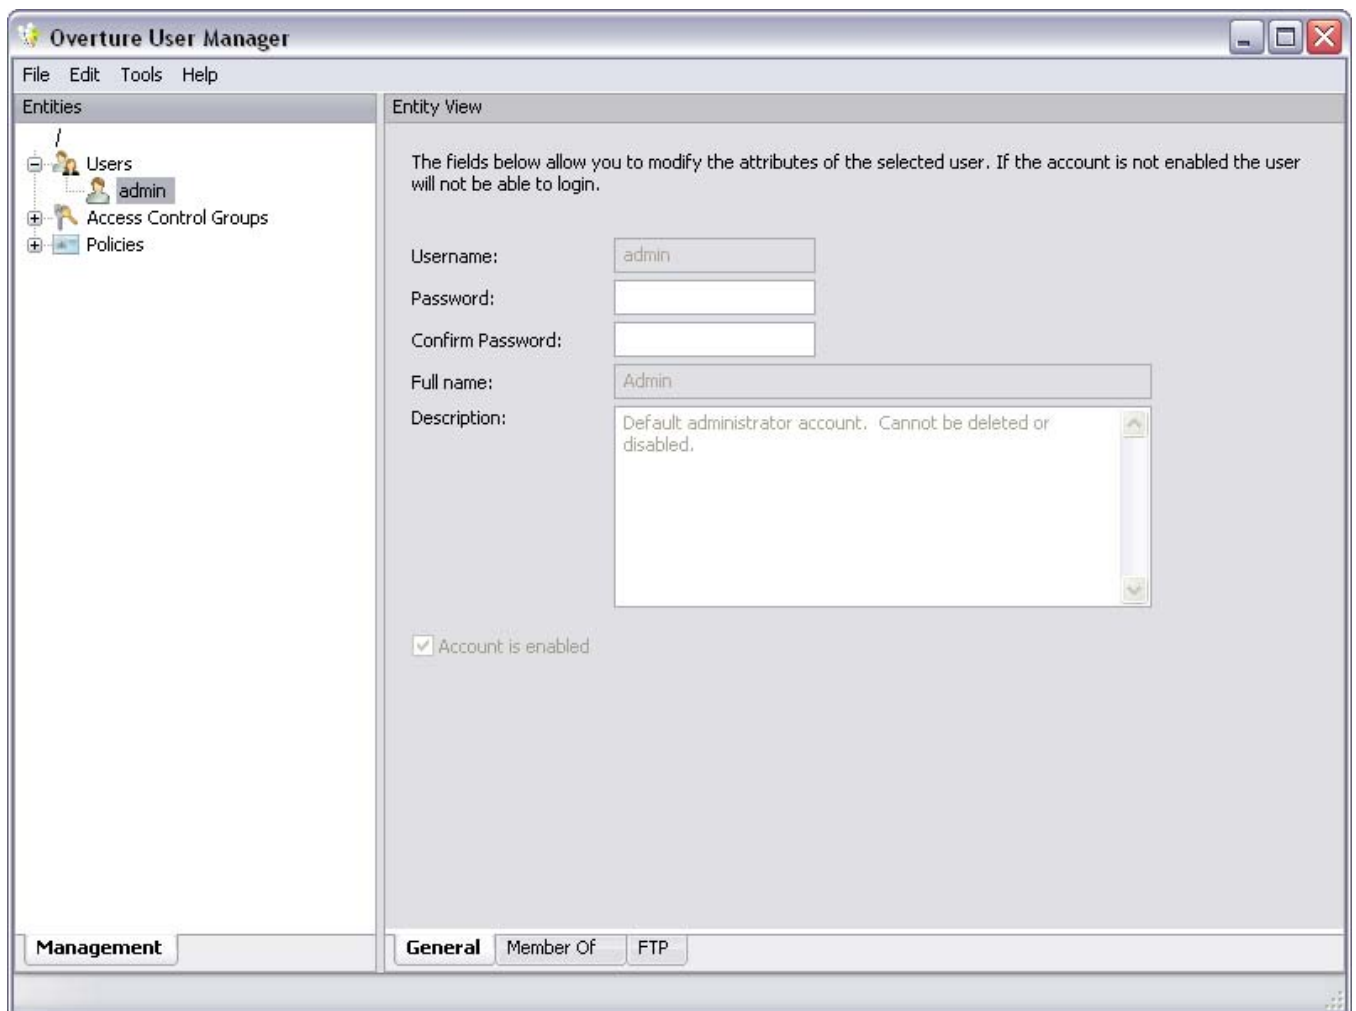 Overture User Manager
File Edit Tools Help
Entities
Entity View
/
Users
admin
Access Control Groups
Policies
The fields below allow you to modify the attributes of the selected user. If the account is not enabled the user
will not be able to login.
Username:
admin
Password:
Confirm Password:
Full name:
Admin
Description:
Default administrator account. Cannot be deleted or
disabled.
Account is enabled
Management
General Member Of FTP